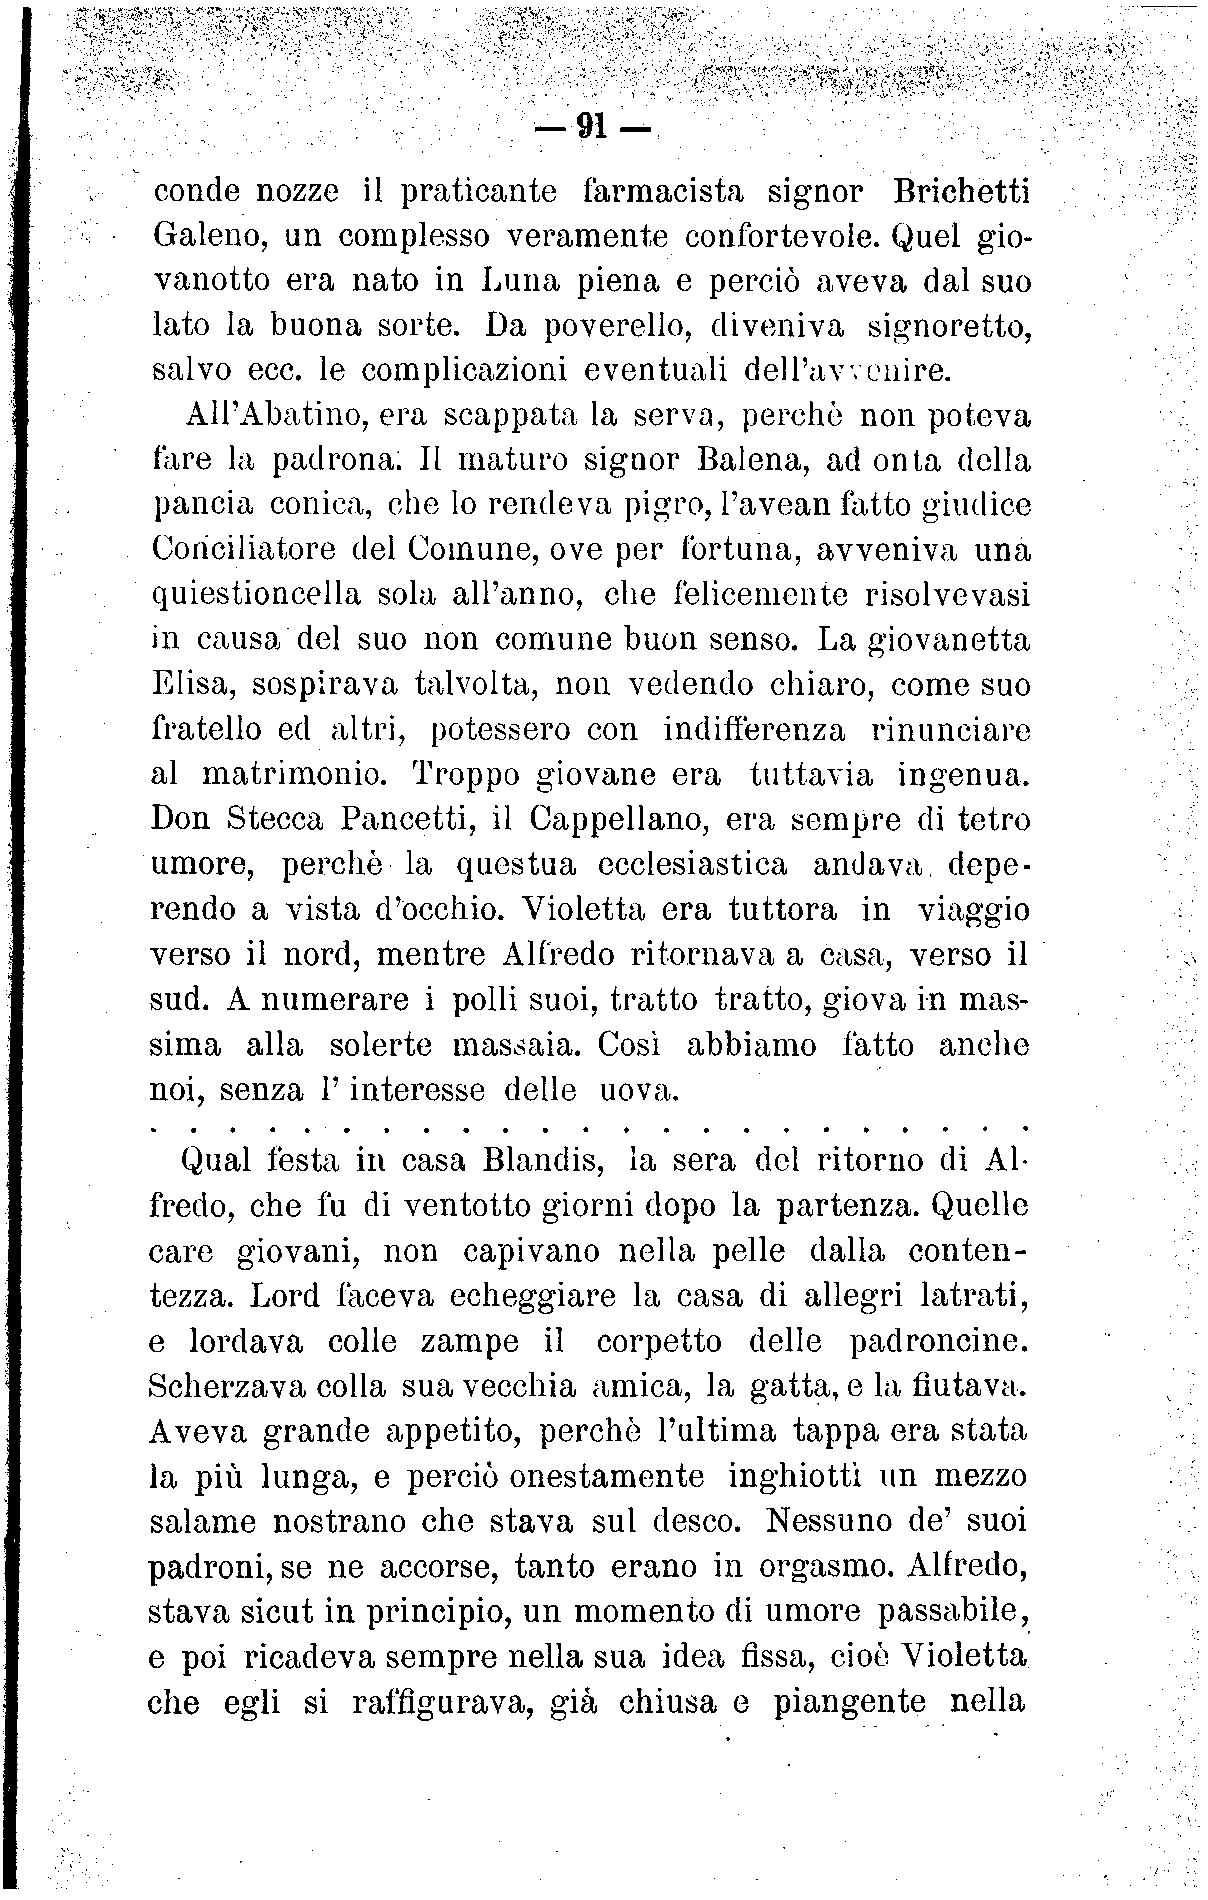 — 91 —
conde nozze il praticante farmacista signor Brichetti
Galeno, un complesso veramente confortevole. Quel gio-
vanotto era nato in Luna piena e perciò aveva dal suo
lato la buona sorte. Da poverello, diveniva signoretto,
salvo ecc. le complicazioni eventuali dell'avvenire.
All'Abatino, era scappata la serva, perchè non poteva
fare la padrona. Il maturo signor Balena, ad onta della
pancia conica, che lo rendeva pigro, l'avean fatto giudice
Conciliatore del Comune, ove per fortuna, avveniva una
quiestioncella sola all'anno, che felicemente risolvevasi
in causa del suo non comune buon senso. La giovanetta
Elisa, sospirava talvolta, non vedendo chiaro, come suo
fratello ed altri, potessero con indifferenza rinunciare
al matrimonio. Troppo giovane era tuttavia ingenua.
Don Stecca Pancetti, il Cappellano, era sempre di tetro
umore, perchè la questua ecclesiastica andava depe-
rendo a vista d'occhio. Violetta era tuttora in viaggio
verso il nord, mentre Alfredo ritornava a casa, verso il
sud. A numerare i polli suoi, tratto tratto, giova in mas-
sima alla solerte massaia. Così abbiamo fatto anche
noi, senza l' interesse delle uova.
. . . . . . . . . . . . . . . . . . . . . . .
Qual festa in casa Blandis, la sera del ritorno di Al-
fredo, che fu di ventotto giorni dopo la partenza. Quelle
care giovani, non capivano nella pelle dalla conten-
tezza. Lord faceva echeggiare la casa di allegri latrati,
e lordava colle zampe il corpetto delle padroncine.
Scherzava colla sua vecchia amica, la gatta, e la fiutava.
Aveva grande appetito, perchè l'ultima tappa era stata
la più lunga, e perciò onestamente inghiottì un mezzo
salame nostrano che stava sul desco. Nessuno de' suoi
padroni, se ne accorse, tanto erano in orgasmo. Alfredo,
stava sicut in principio, un momento di umore passabile,
e poi ricadeva sempre nella sua idea fissa, cioè Violetta
che egli si raffigurava, già chiusa e piangente nella